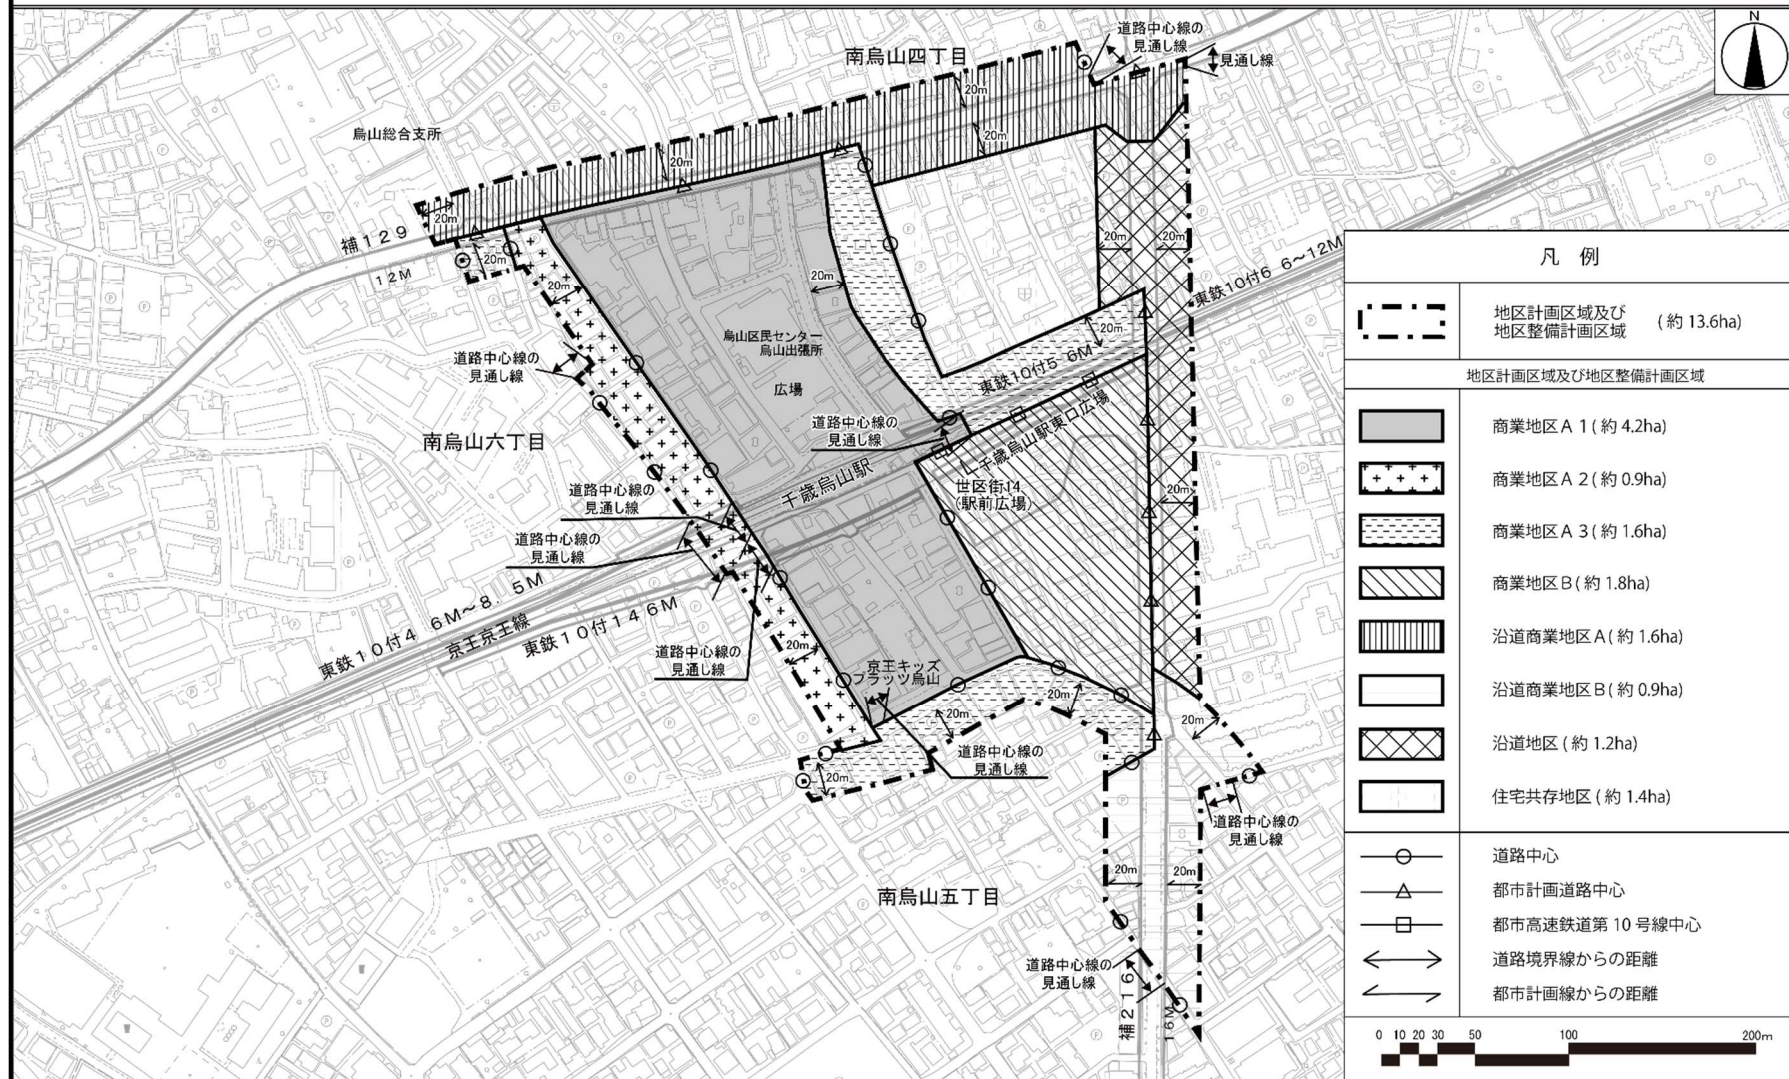 道路中心線の
見通し線
N
南烏山四丁目
見通し線
20m
20m
烏山総合支所
20m
20m
補129
12M
20m
20m
20m
20m
20m
東鉄10付6 6~12M
烏山区民センター
烏山出張所
20m
道路中心線の
見通し線
東鉄10付5 6M
広場
道路中心線の
見通し線
南烏山六丁目
千歳烏山駅東口広場
千歳烏山駅
世区街14
(駅前広場)
20m
道路中心線の
見通し線
道路中心線の
見通し線
東鉄10付4 6M~8.5M
京王京王線
東鉄10付14 6M
道路中心線の
見通し線
20m
京王キッズ
プラッツ烏山
20m
20m
20m
道路中心線の
見通し線
20m
道路中心線の
見通し線
20m
20m
南烏山五丁目
道路中心線の
見通し線
補216
16M
凡 例
地区計画区域及び
地区整備計画区域
(約13.6ha)
地区計画区域及び地区整備計画区域
商業地区A1(約4.2ha)
商業地区A2(約0.9ha)
商業地区A3(約1.6ha)
商業地区B(約1.8ha)
沿道商業地区A(約1.6ha)
沿道商業地区B(約0.9ha)
沿道地区(約1.2ha)
住宅共存地区(約1.4ha)
道路中心
都市計画道路中心
都市高速鉄道第10号線中心
道路境界線からの距離
都市計画線からの距離
0 10 20 30 50 100 200m